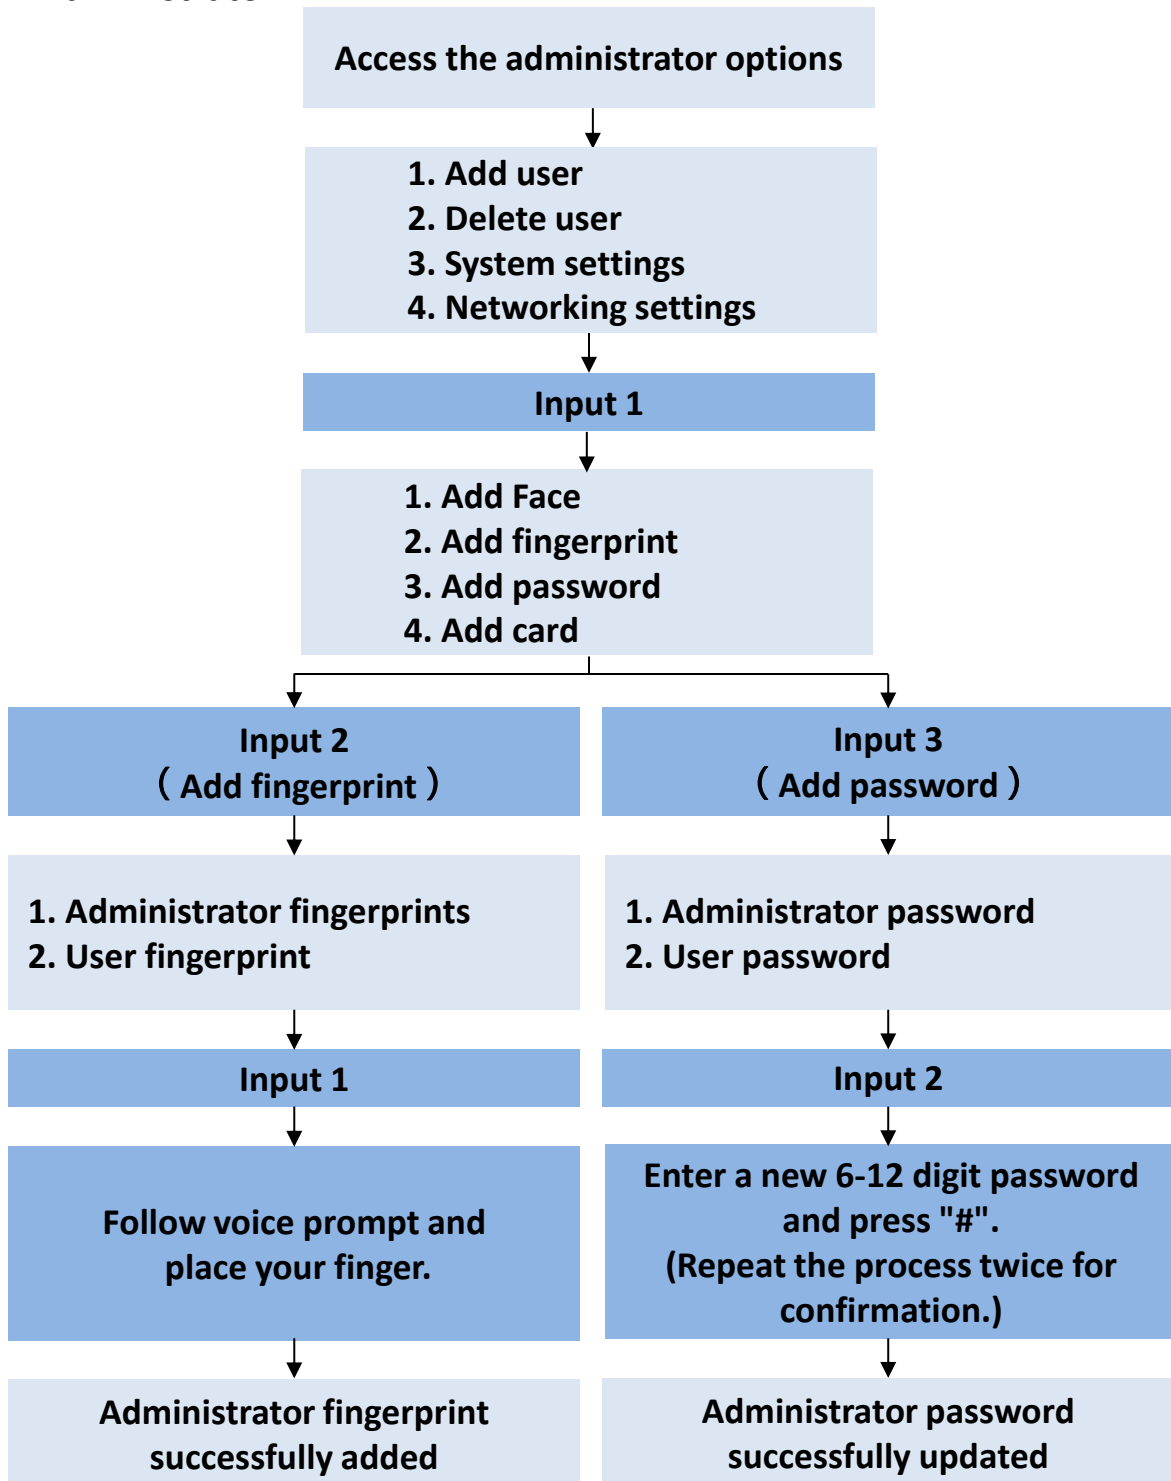 Access the administrator options
1. Add user
2. Delete user
3. System settings
4. Networking settings
Input 1
1. Add Face
2. Add fingerprint
3. Add password
4. Add card
Input 2
( Add fingerprint )
Input 3
( Add password )
1. Administrator fingerprints
2. User fingerprint
1. Administrator password
2. User password
Input 1
Input 2
Follow voice prompt and
place your finger.
Enter a new 6-12 digit password
and press "#".
(Repeat the process twice for
confirmation.)
Administrator fingerprint
successfully added
Administrator password
successfully updated